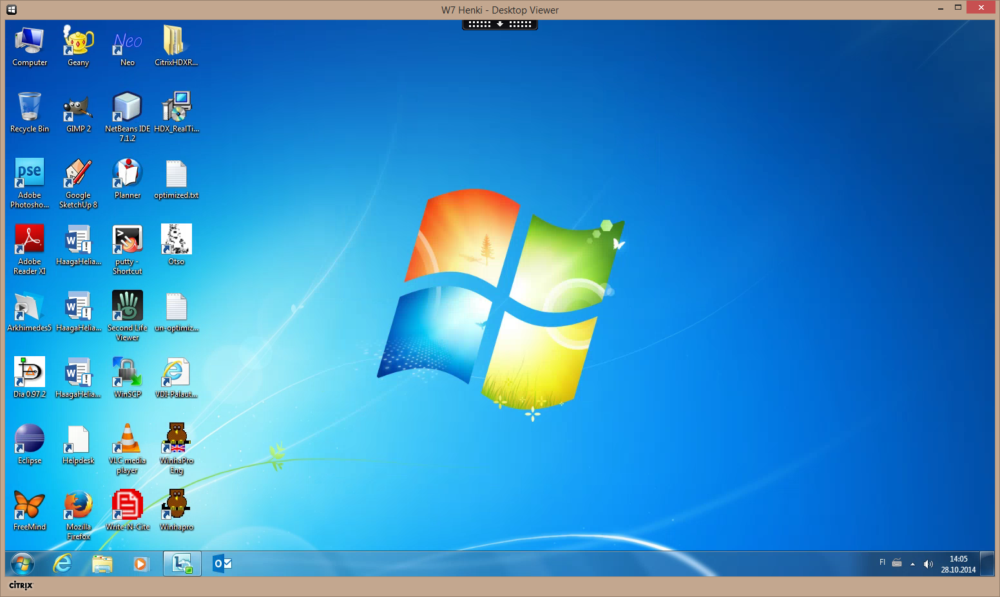 W7 Henki - Desktop Viewer
Computer
Geany
Neo
Neo
CitrixHDXR...
Recycle Bin
GIMP 2
NetBeans IDE
7.1.2
HDX_RealTi...
pse
Adobe
Photosho...
Google
SketchUp 8
Planner
optimized.txt
Adobe
Reader XI
W
HaagaHelia...
putty -
Shortcut
Otso
Arkhimedes5
W
HaagaHelia...
Second Life
Viewer
un-optimiz...
Dia 0.97.2
W
HaagaHelia...
WinSCP
VDI-Palaut...
Eclipse
Helpdesk
VLC media
player
WinhaPro
Eng
FreeMind
Mozilla
Firefox
Write-N-Cite
Winhapro
FI
14:05
28.10.2014
CITRIX